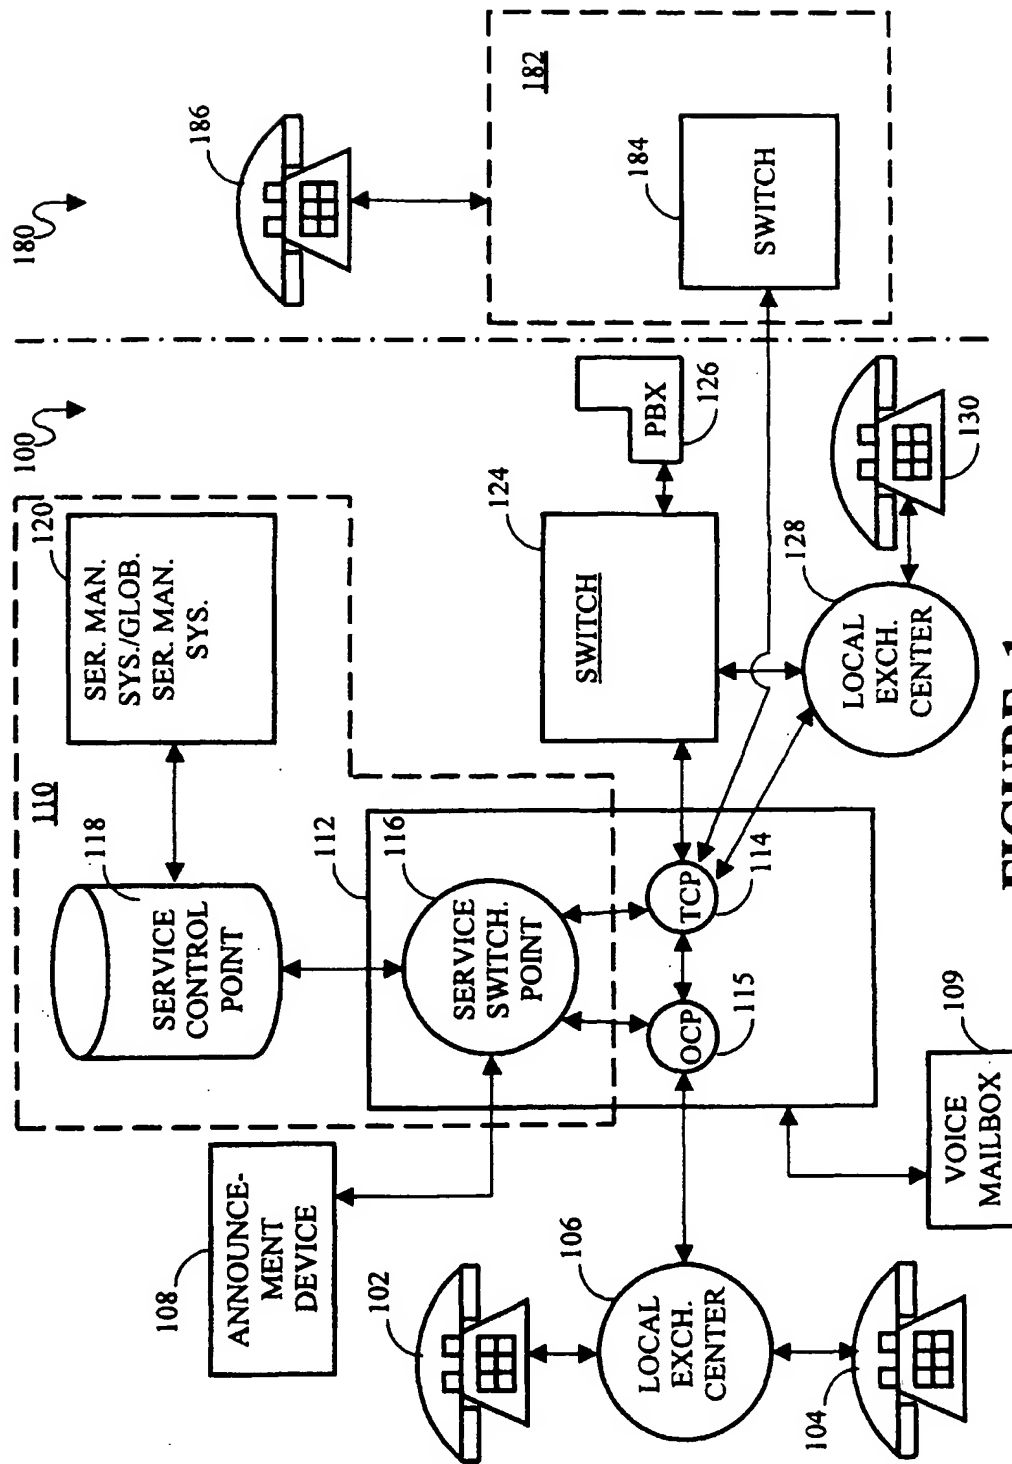 100
180
110
120
SER. MAN.
SYS./GLOB.
SER. MAN.
SYS.
118
SERVICE
CONTROL
POINT
108
ANNOUNCE-
MENT
DEVICE
186
182
184
SWITCH
112
116
SERVICE
SWITCH.
POINT
124
SWITCH
PBX
126
102
106
LOCAL
EXCH.
CENTER
104
OCP
115
TCP
114
128
LOCAL
EXCH.
CENTER
130
109
VOICE
MAILBOX
FIGURE 1